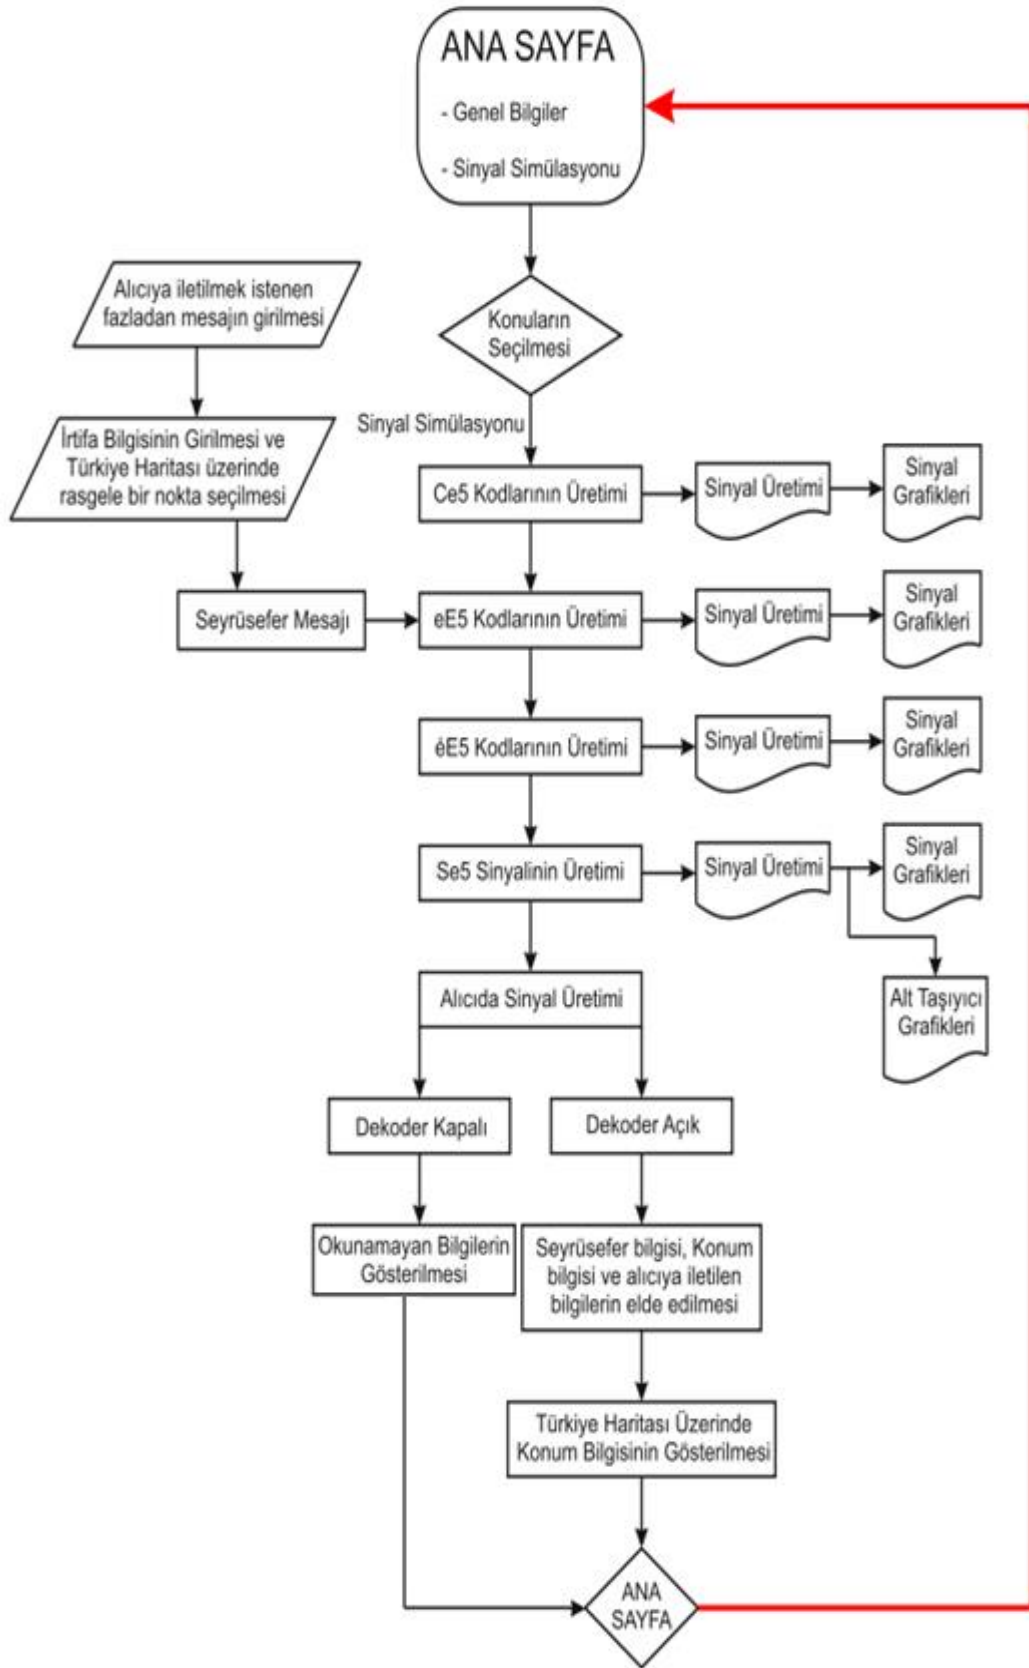 ANA SAYFA
- Genel Bilgiler
- Sinyal Simülasyonu
Konuların
Seçilmesi
Alıcıya iletilmek istenen
fazladan mesajın girilmesi
İrtifa Bilgisinin Girilmesi ve
Türkiye Haritası üzerinde
rasgele bir nokta seçilmesi
Seyrüsefer Mesajı
Sinyal Simülasyonu
Ce5 Kodlarının Üretimi
Sinyal Üretimi
Sinyal
Grafikleri
eE5 Kodlarının Üretimi
Sinyal Üretimi
Sinyal
Grafikleri
ėE5 Kodlarının Üretimi
Sinyal Üretimi
Sinyal
Grafikleri
Se5 Sinyalinin Üretimi
Sinyal Üretimi
Sinyal
Grafikleri
Alt Taşıyıcı
Grafikleri
Alıcıda Sinyal Üretimi
Dekoder Kapalı
Dekoder Açık
Okunamayan Bilgilerin
Gösterilmesi
Seyrüsefer bilgisi, Konum
bilgisi ve alıcıya iletilen
bilgilerin elde edilmesi
Türkiye Haritası Üzerinde
Konum Bilgisinin Gösterilmesi
ANA
SAYFA